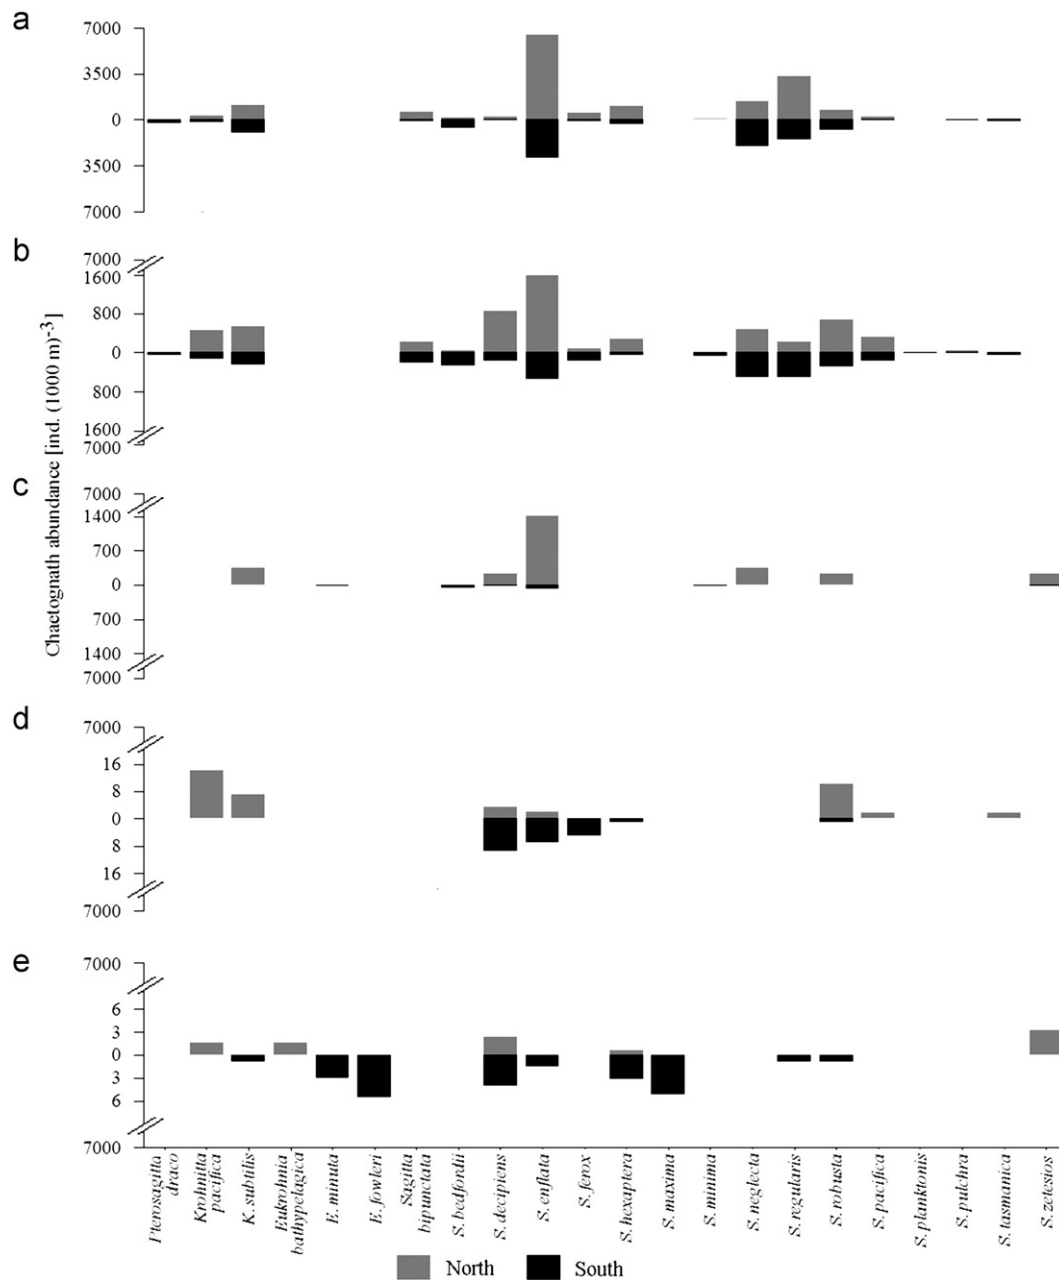 a
7000
3500
0
3500
7000
b
7000
1600
800
0
800
1600
7000
c
7000
1400
700
0
700
1400
7000
d
7000
16
8
0
8
16
7000
e
7000
6
3
0
3
6
7000
Chaetognath abundance [ind. (1000 m)-3]
Pterosagitta
draco
Krohnitta
pacifica
K. subtilis
Eukrohnia
bathypelagica
E. minuta
E. fowleri
Sagitta
bipunctata
S. bedfordii
S. decipiens
S. enflata
S. ferox
S. hexaptera
S. maxima
S. minima
S. neglecta
S. regularis
S. robusta
S. pacifica
S. planktonis
S. pulchra
S. tasmanica
S. zetesios
North
South